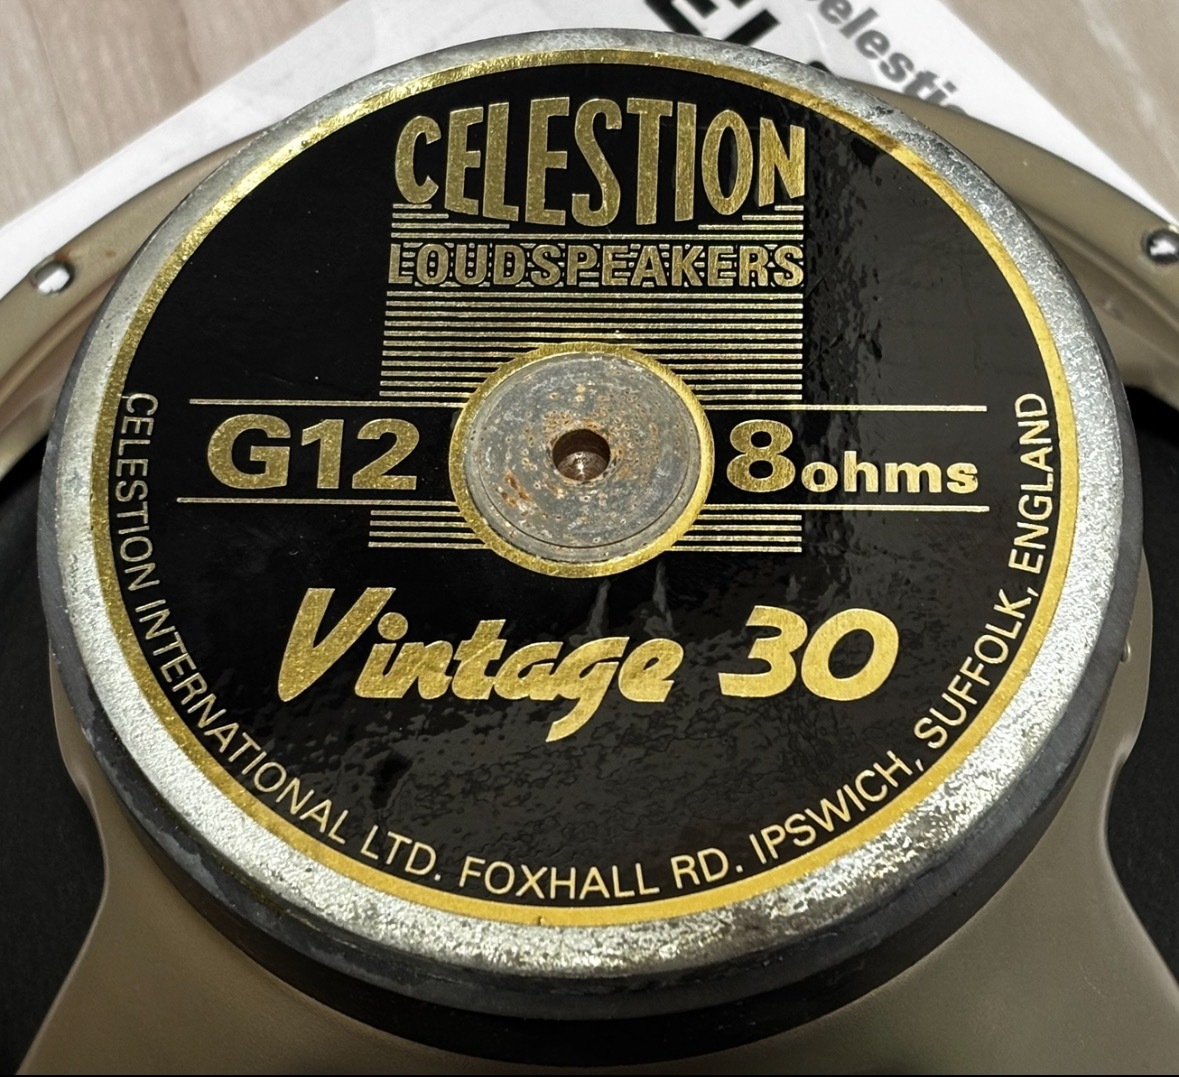 Celestion
CELESTION
LOUDSPEAKERS
G12
8ohms
Vintage 30
CELESTION INTERNATIONAL LTD. FOXHALL RD. IPSWICH, SUFFOLK, ENGLAND